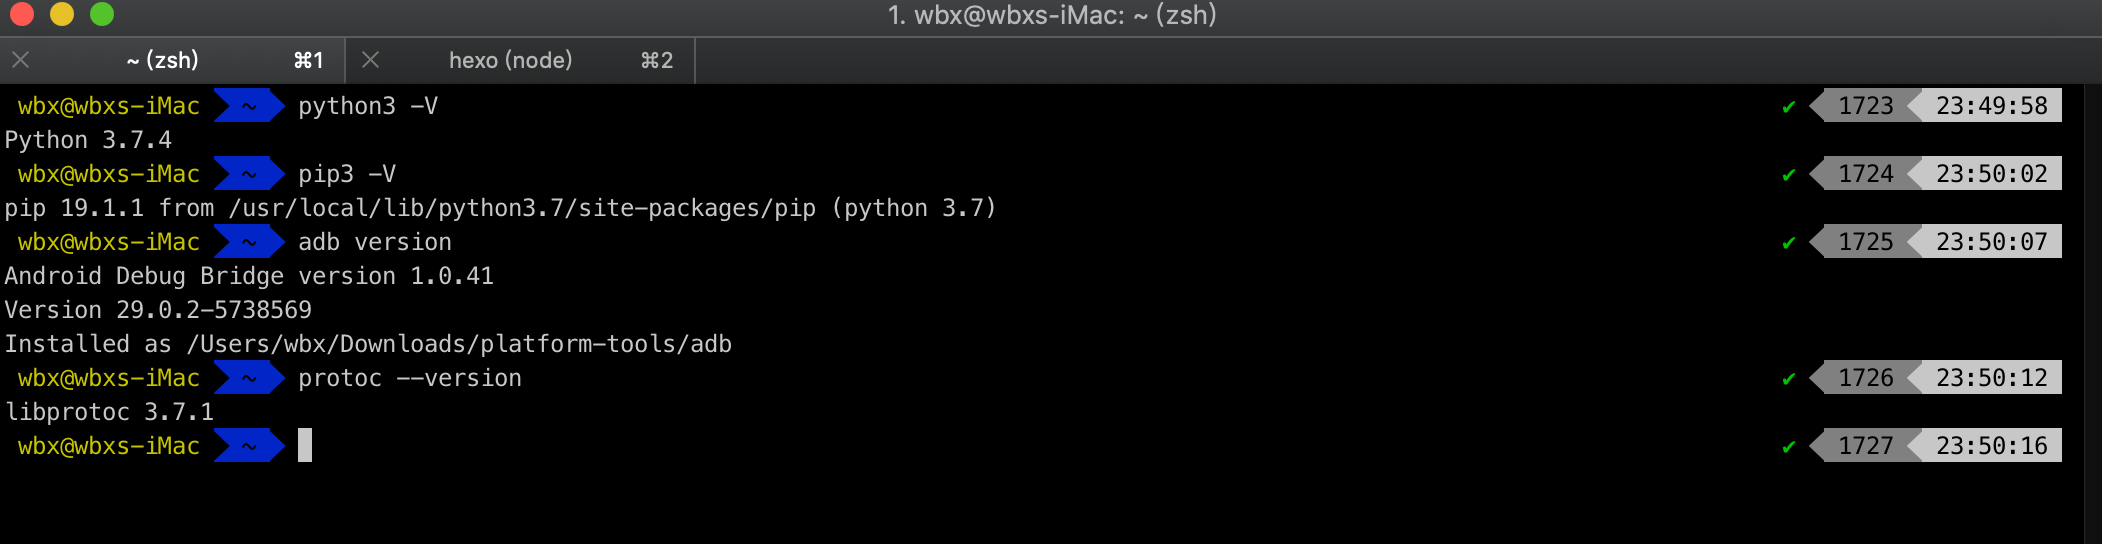 1. wbx@wbxs-iMac: ~ (zsh)
~ (zsh) ⌘1 hexo (node) ⌘2
wbx@wbxs-iMac ~ python3 -V ✔ 1723 23:49:58
Python 3.7.4
wbx@wbxs-iMac ~ pip3 -V ✔ 1724 23:50:02
pip 19.1.1 from /usr/local/lib/python3.7/site-packages/pip (python 3.7)
wbx@wbxs-iMac ~ adb version ✔ 1725 23:50:07
Android Debug Bridge version 1.0.41
Version 29.0.2-5738569
Installed as /Users/wbx/Downloads/platform-tools/adb
wbx@wbxs-iMac ~ protoc --version ✔ 1726 23:50:12
libprotoc 3.7.1
wbx@wbxs-iMac ~ ✔ 1727 23:50:16